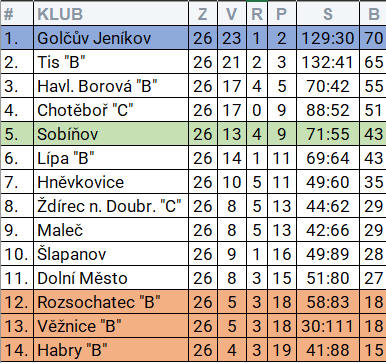 # KLUB Z V R P S B
1. Golčův Jeníkov 26 23 1 2 129:30 70
2. Tis "B" 26 21 2 3 132:41 65
3. Havl. Borová "B" 26 17 4 5 70:42 55
4. Chotěboř "C" 26 17 0 9 88:52 51
5. Sobíňov 26 13 4 9 71:55 43
6. Lípa "B" 26 14 1 11 69:64 43
7. Hněvkovice 26 10 5 11 49:60 35
8. Ždírec n. Doubr. "C" 26 8 5 13 44:62 29
9. Maleč 26 8 5 13 42:66 29
10. Šlapanov 26 9 1 16 49:89 28
11. Dolní Město 26 8 3 15 51:80 27
12. Rozsochatec "B" 26 5 3 18 58:83 18
13. Věžnice "B" 26 5 3 18 30:111 18
14. Habry "B" 26 4 3 19 41:88 15